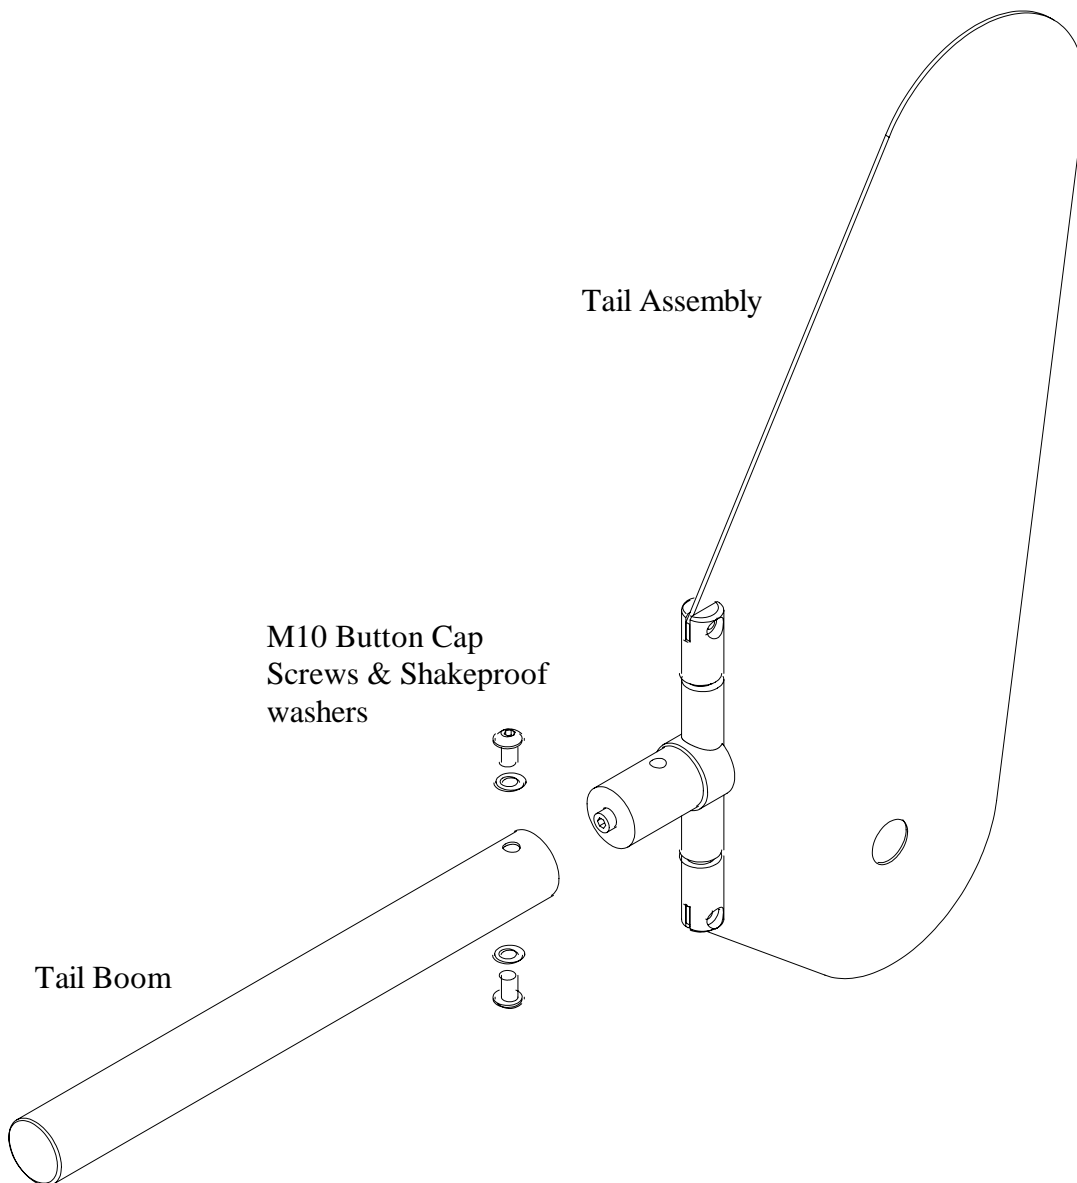 Tail Assembly
M10 Button Cap
Screws & Shakeproof
washers
Tail Boom